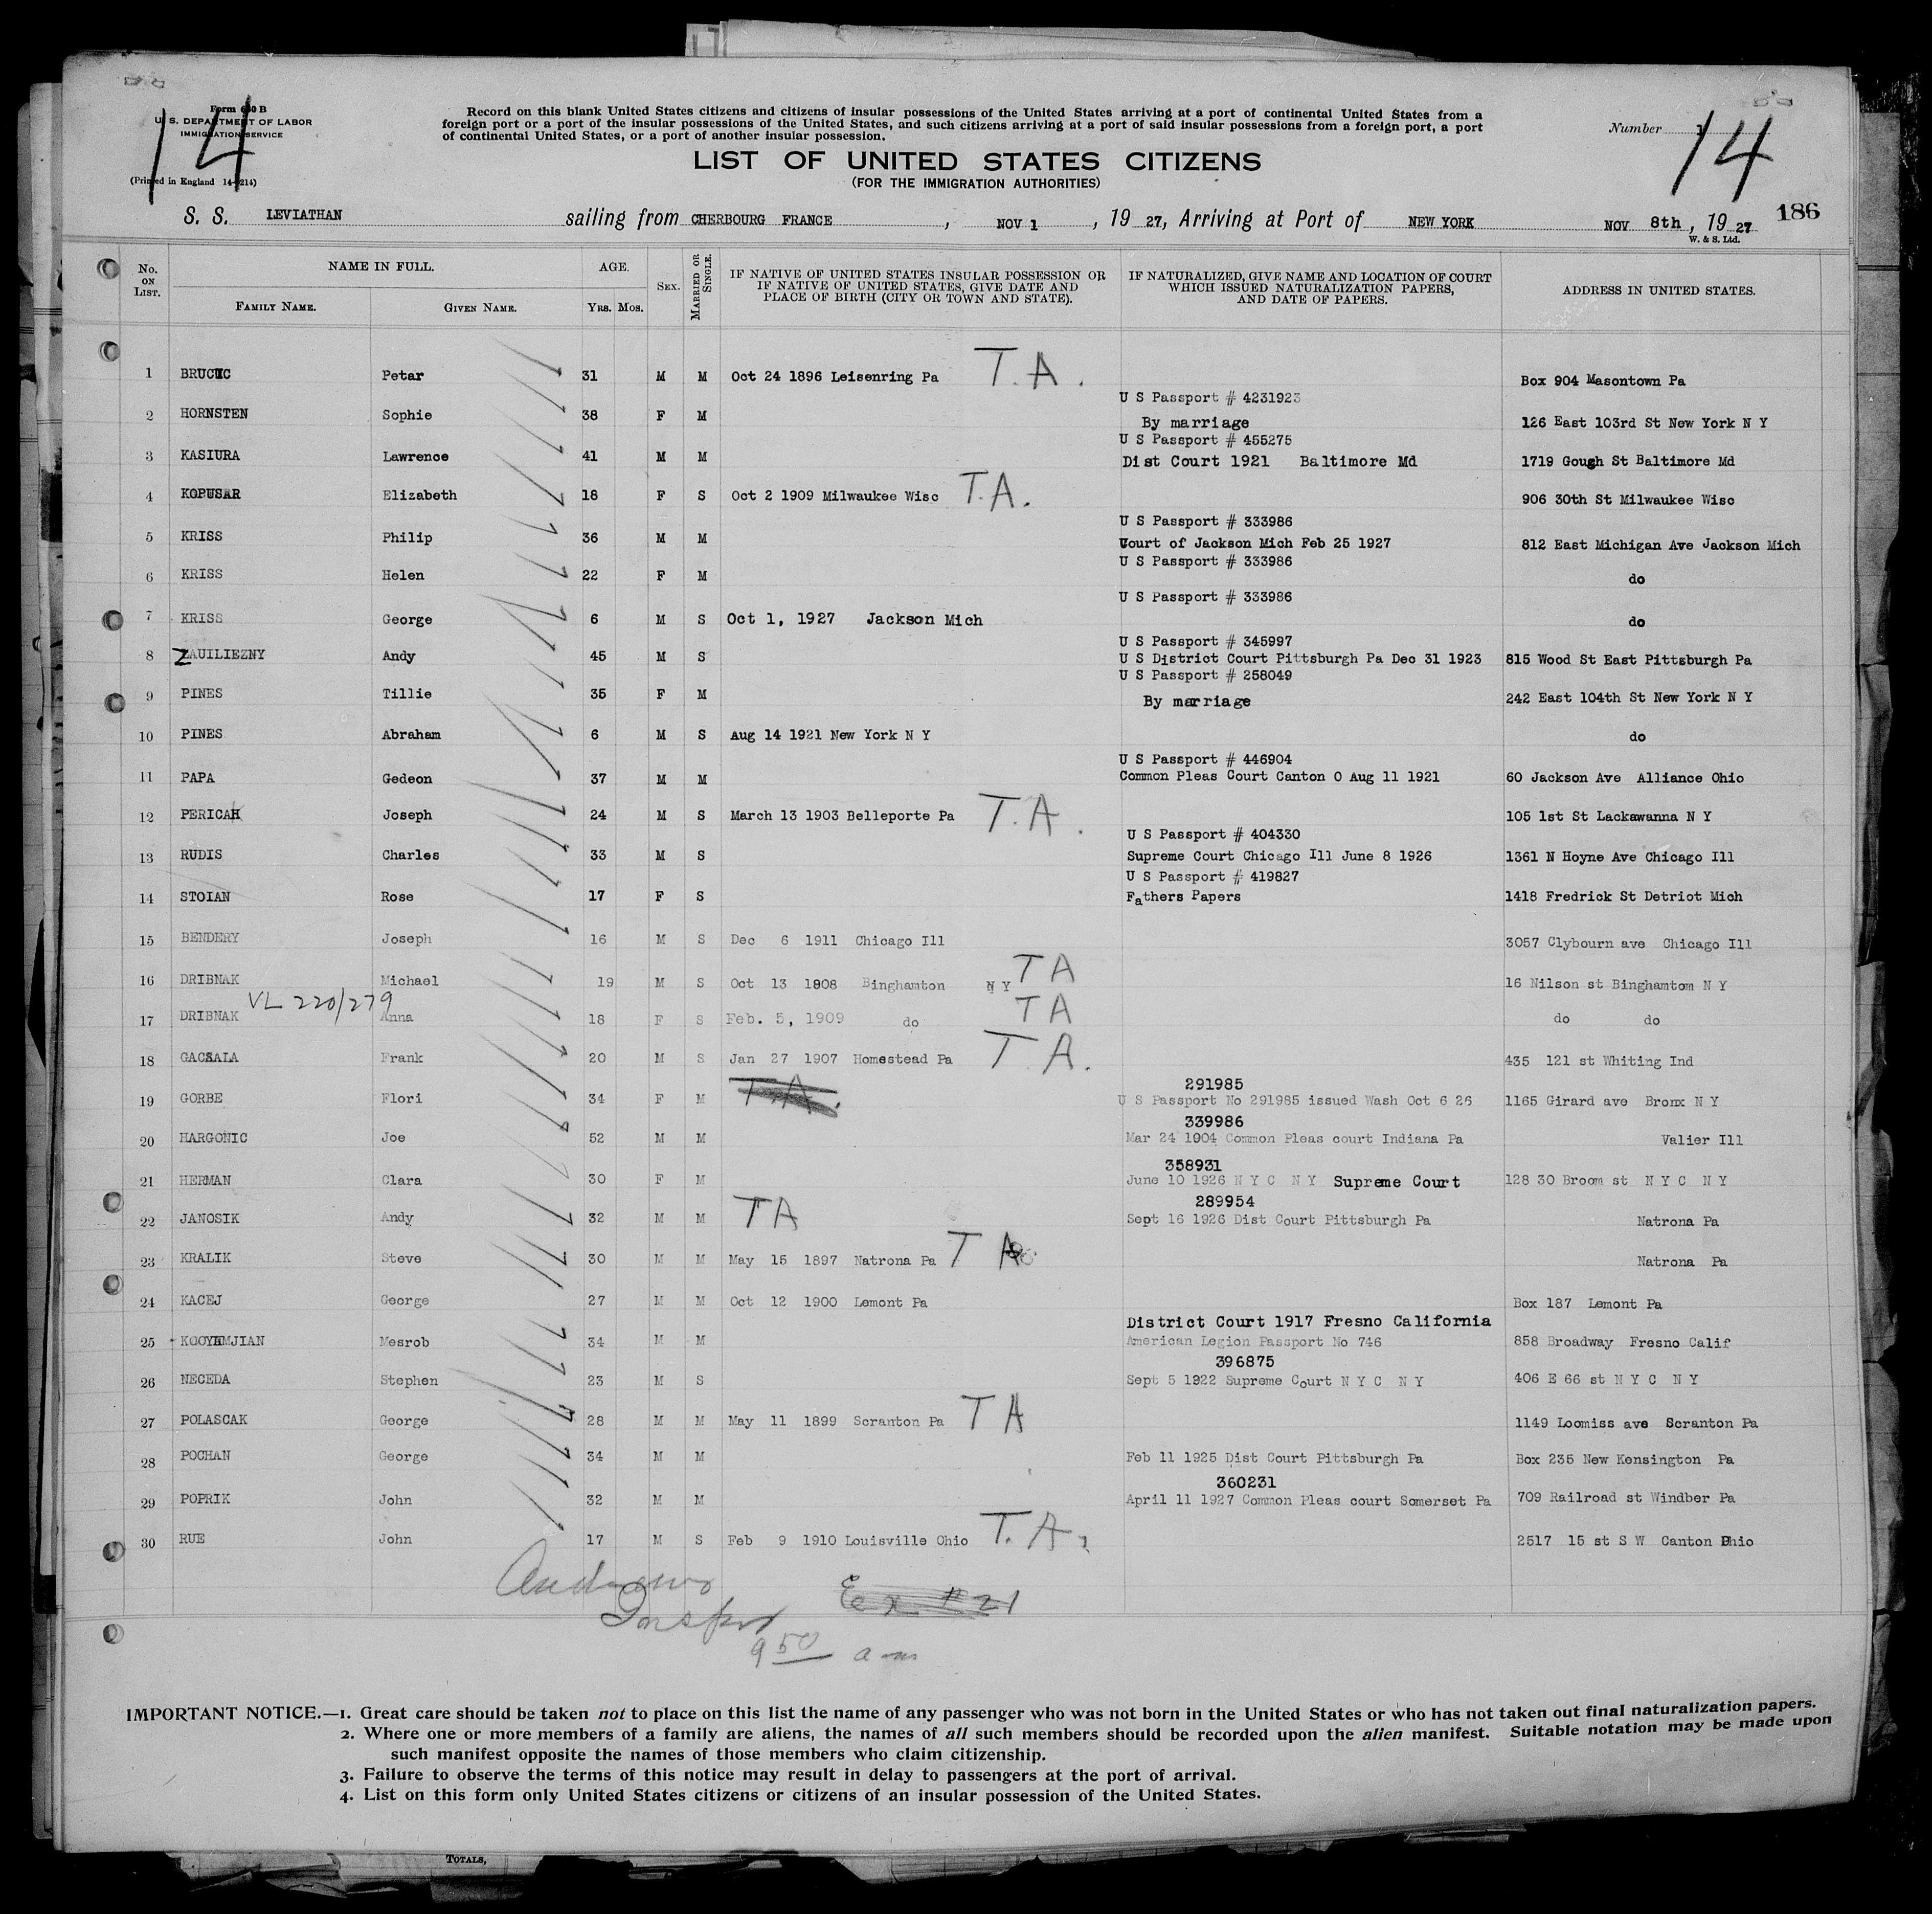 Form 630 B
U. S. DEPARTMENT OF LABOR
IMMIGRATION SERVICE
(Printed in England 14-214)
14
Record on this blank United States citizens and citizens of insular possessions of the United States arriving at a port of continental United States from a
foreign port or a port of the insular possessions of the United States, and such citizens arriving at a port of said insular possessions from a foreign port, a port
of continental United States, or a port of another insular possession.
Number 1
14
LIST OF UNITED STATES CITIZENS
(FOR THE IMMIGRATION AUTHORITIES)
S. S. LEVIATHAN sailing from CHERBOURG FRANCE , NOV 1 , 19 27, Arriving at Port of NEW YORK NOV 8th , 19 27
186
W. & S. Ltd.
No. ON LIST. NAME IN FULL. AGE. SEX. MARRIED OR SINGLE. IF NATIVE OF UNITED STATES INSULAR POSSESSION OR IF NATIVE OF UNITED STATES, GIVE DATE AND PLACE OF BIRTH (CITY OR TOWN AND STATE). IF NATURALIZED, GIVE NAME AND LOCATION OF COURT WHICH ISSUED NATURALIZATION PAPERS, AND DATE OF PAPERS. ADDRESS IN UNITED STATES.
FAMILY NAME. GIVEN NAME. YRS. MOS.
1 Petar 31 M M Oct 24 1896 Leisenring Pa T.A. Box 904 Masontown Pa
U S Passport # 4231923
2 HORNSTEN Sophie 38 F M By marriage 126 East 103rd St New York N Y
U S Passport # 455275
3 KASIURA Lawrence 41 M M Dist Court 1921 Baltimore Md 1719 Gough St Baltimore Md
4 KOPUSAR Elizabeth 18 F S Oct 2 1909 Milwaukee Wisc T.A. 906 30th St Milwaukee Wisc
U S Passport # 333986
5 KRISS Philip 36 M M Court of Jackson Mich Feb 25 1927 812 East Michigan Ave Jackson Mich
U S Passport # 333986
6 KRISS Helen 22 F M do
U S Passport # 333986
7 KRISS George 6 M S Oct 1, 1927 Jackson Mich do
U S Passport # 345997
8 ZAUILIEZNY Andy 45 M S U S District Court Pittsburgh Pa Dec 31 1923 815 Wood St East Pittsburgh Pa
U S Passport # 258049
9 PINES Tillie 35 F M By marriage 242 East 104th St New York N Y
10 PINES Abraham 6 M S Aug 14 1921 New York N Y do
U S Passport # 446904
11 PAPA Gedeon 37 M M Common Pleas Court Canton O Aug 11 1921 60 Jackson Ave Alliance Ohio
12 PERICAK Joseph 24 M S March 13 1903 Belleporte Pa T.A. 105 1st St Lackawanna N Y
U S Passport # 404330
13 RUDIS Charles 33 M S Supreme Court Chicago Ill June 8 1926 1361 N Hoyne Ave Chicago Ill
U S Passport # 419827
14 STOIAN Rose 17 F S Fathers Papers 1418 Fredrick St Detriot Mich
15 BENDERY Joseph 16 M S Dec 6 1911 Chicago Ill 3057 Clybourn ave Chicago Ill
16 DRIBNAK Michael 19 M S Oct 13 1908 Binghamton N Y TA 16 Nilson st Binghamtom N Y
VL 220/279
17 DRIBNAK Anna 18 F S Feb. 5, 1909 do TA do do
18 GACSALA Frank 20 M S Jan 27 1907 Homestead Pa T A. 435 121 st Whiting Ind
T.A. 291985
19 GORBE Flori 34 F M U S Passport No 291985 issued Wash Oct 6 26 1165 Girard ave Bronx N Y
339986
20 HARGONIC Joe 52 M M Mar 24 1904 Common Pleas court Indiana Pa Valier Ill
358931
21 HERMAN Clara 30 F M June 10 1926 N Y C N Y Supreme Court 128 30 Broom st N Y C N Y
289954
22 JANOSIK Andy 32 M M TA Sept 16 1926 Dist Court Pittsburgh Pa Natrona Pa
23 KRALIK Steve 30 M M May 15 1897 Natrona Pa T A Natrona Pa
24 KACEJ George 27 M M Oct 12 1900 Lemont Pa Box 187 Lemont Pa
District Court 1917 Fresno California
25 Mesrob 34 M M American Legion Passport No 746 858 Broadway Fresno Calif
396875
26 NECEDA Stephen 23 M S Sept 5 1922 Supreme Court N Y C N Y 406 E 66 st N Y C N Y
27 POLASCAK George 28 M M May 11 1899 Scranton Pa TA 1149 Loomiss ave Scranton Pa
28 POCHAN George 34 M M Feb 11 1925 Dist Court Pittsburgh Pa Box 235 New Kensington Pa
360231
29 POPRIK John 32 M M April 11 1927 Common Pleas court Somerset Pa 709 Railroad st Windber Pa
30 RUE John 17 M S Feb 9 1910 Louisville Ohio T.A. 2517 15 st S W Canton Ohio
Andrews Ex #21
Inspr
9 50 am
IMPORTANT NOTICE.—1. Great care should be taken not to place on this list the name of any passenger who was not born in the United States or who has not taken out final naturalization papers.
2. Where one or more members of a family are aliens, the names of all such members should be recorded upon the alien manifest. Suitable notation may be made upon
such manifest opposite the names of those members who claim citizenship.
3. Failure to observe the terms of this notice may result in delay to passengers at the port of arrival.
4. List on this form only United States citizens or citizens of an insular possession of the United States.
TOTALS,